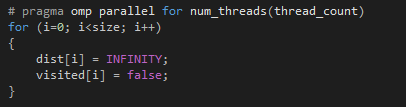 # pragma omp parallel for num_threads(thread_count)
for (i=0; i<size; i++)
{
    dist[i] = INFINITY;
    visited[i] = false;
}